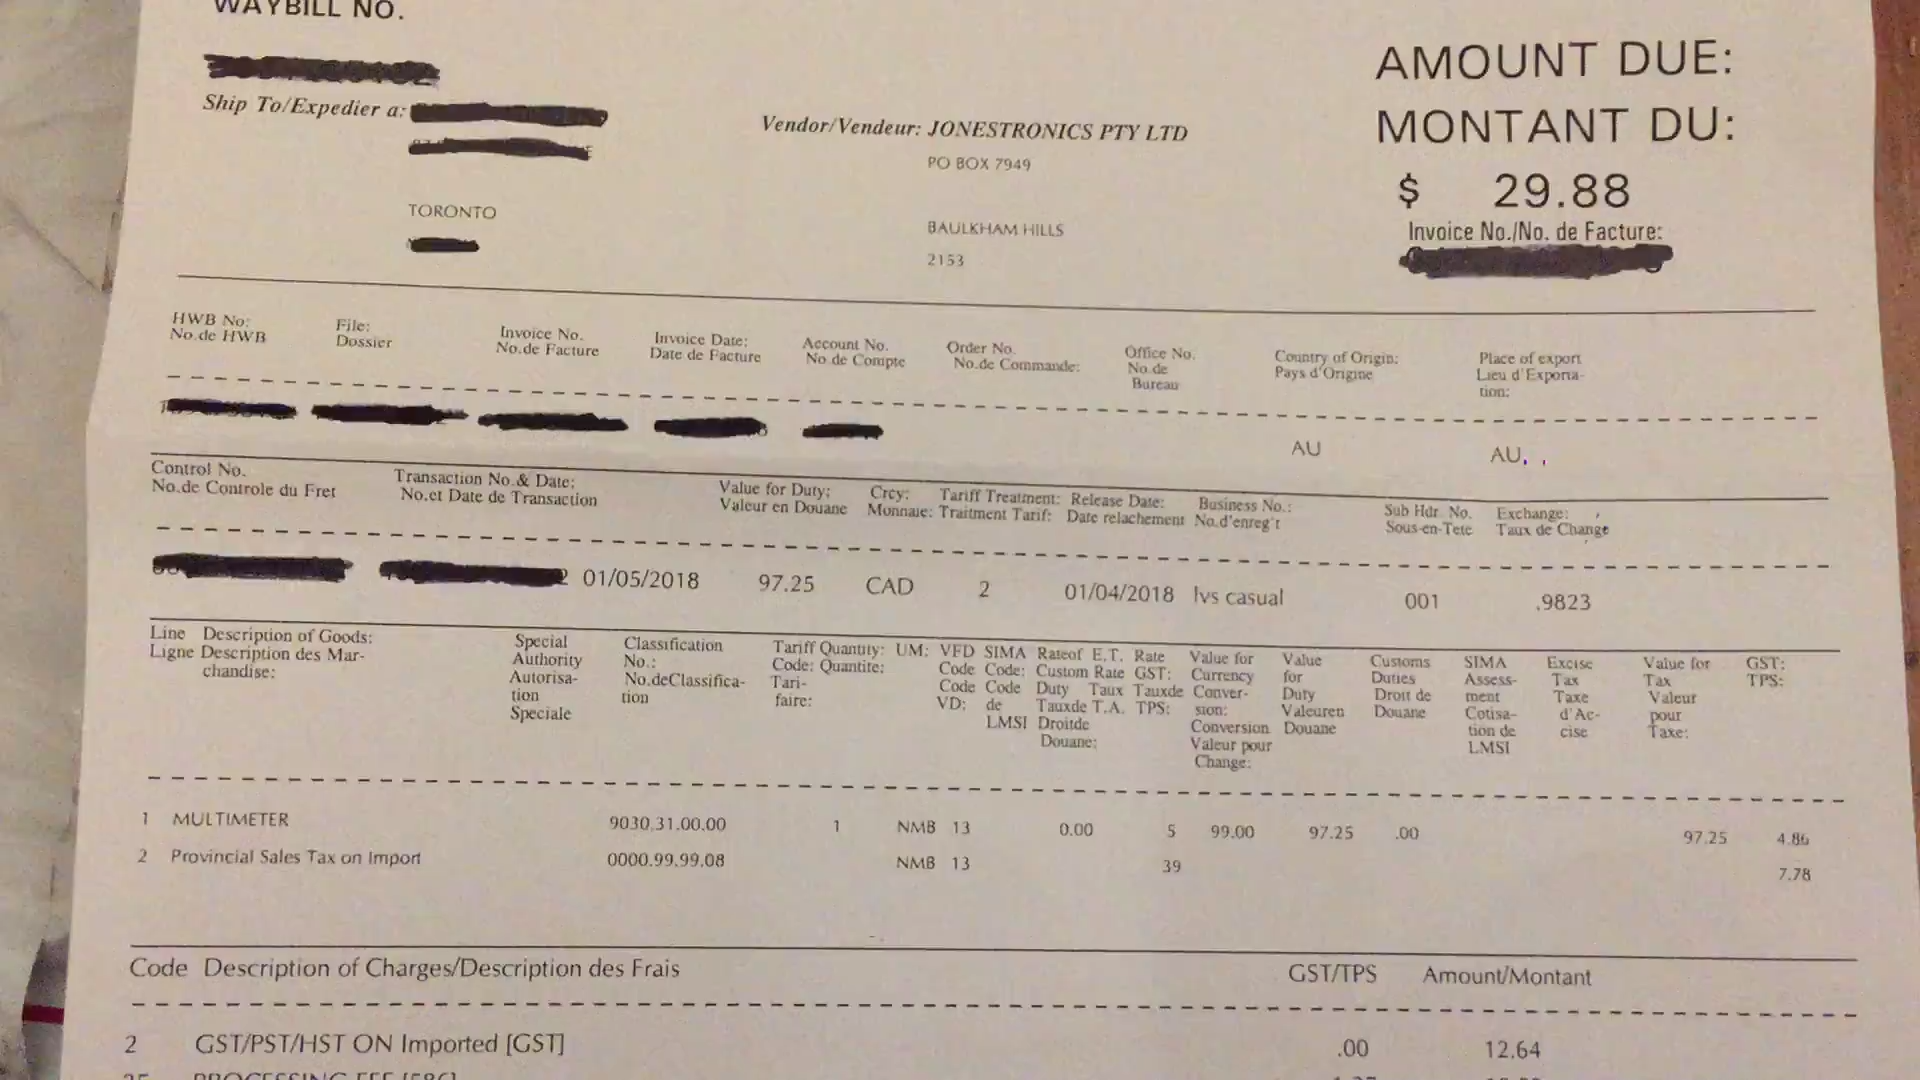 WAYBILL NO.
AMOUNT DUE:
MONTANT DU:
$ 29.88
Invoice No./No. de Facture:
Ship To/Expedier a:
TORONTO
Vendor/Vendeur: JONESTRONICS PTY LTD
PO BOX 7949
BAULKHAM HILLS
2153
HWB No:
No.de HWB
File:
Dossier
Invoice No.
No.de Facture
Invoice Date:
Date de Facture
Account No.
No.de Compte
Order No.
No.de Commande:
Office No.
No.de
Bureau
Country of Origin:
Pays d'Origine
Place of export
Lieu d'Exporta-
tion:
AU
AU, ,
Control No.
No.de Controle du Fret
Transaction No.& Date:
No.et Date de Transaction
Value for Duty:
Valeur en Douane
Crcy:
Monnaie:
Tariff Treatment:
Traitment Tarif:
Release Date:
Date relachement
Business No.:
No.d'enreg't
Sub Hdr. No.
Sous-en-Tete
Exchange:
Taux de Change
01/05/2018 97.25 CAD 2 01/04/2018 lvs casual 001 .9823
Line
Ligne
Description of Goods:
Description des Mar-
chandise:
Special
Authority
Autorisa-
tion
Speciale
Classification
No.:
No.deClassifica-
tion
Tariff
Code:
Tari-
faire:
Quantity:
Quantite:
UM:
VFD
Code
Code
VD:
SIMA
Code:
Code
de
LMSI
Rateof
Custom
Duty
Tauxde
Droitde
Douane:
E.T.
Rate
Taux
T.A.
Rate
GST:
Tauxde
TPS:
Value for
Currency
Conver-
sion:
Conversion
Valeur pour
Change:
Value
for
Duty
Valeuren
Douane
Customs
Duties
Droit de
Douane
SIMA
Assess-
ment
Cotisa-
tion de
LMSI
Excise
Tax
Taxe
d'Ac-
cise
Value for
Tax
Valeur
pour
Taxe:
GST:
TPS:
1 MULTIMETER 9030.31.00.00 1 NMB 13 0.00 5 99.00 97.25 .00 97.25 4.86
2 Provincial Sales Tax on Import 0000.99.99.08 NMB 13 39 7.78
Code Description of Charges/Description des Frais GST/TPS Amount/Montant
2 GST/PST/HST ON Imported [GST] .00 12.64